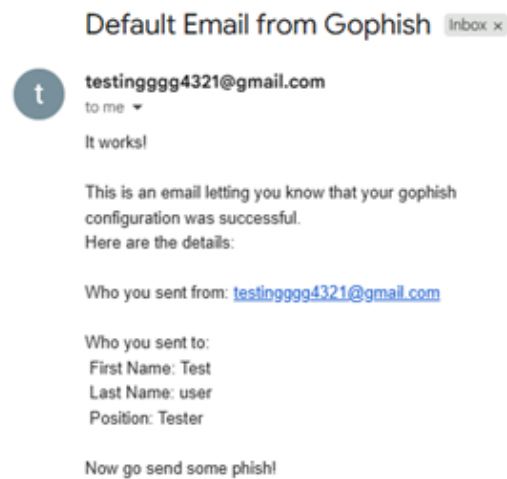 Default Email from Gophish Inbox x
t
testingggg4321@gmail.com
to me
It works!
This is an email letting you know that your gophish
configuration was successful.
Here are the details:
Who you sent from: testingggg4321@gmail.com
Who you sent to:
First Name: Test
Last Name: user
Position: Tester
Now go send some phish!